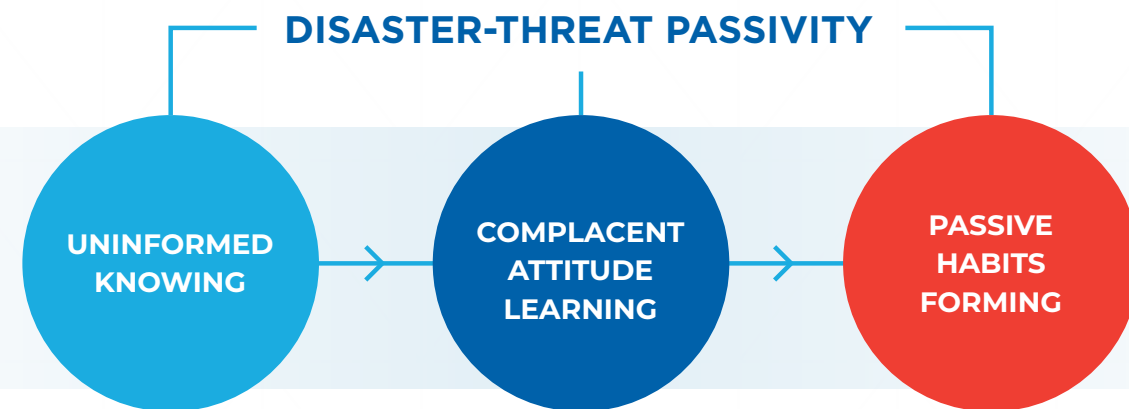 DISASTER-THREAT PASSIVITY
UNINFORMED
KNOWING
COMPLACENT
ATTITUDE
LEARNING
PASSIVE
HABITS
FORMING